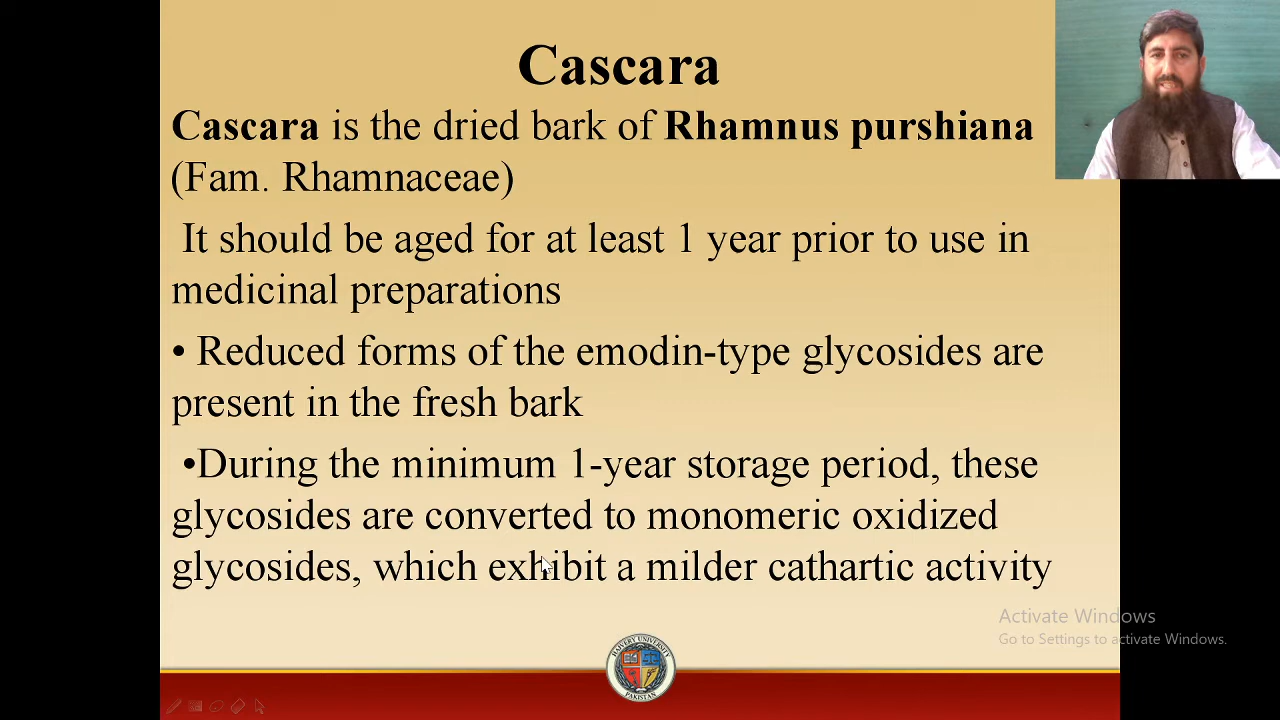 Cascara
Cascara is the dried bark of Rhamnus purshiana
(Fam. Rhamnaceae)
It should be aged for at least 1 year prior to use in
medicinal preparations
• Reduced forms of the emodin-type glycosides are
present in the fresh bark
•During the minimum 1-year storage period, these
glycosides are converted to monomeric oxidized
glycosides, which exhibit a milder cathartic activity
Activate Windows
Go to Settings to activate Windows.
UNIVERSITY
PAKISTAN